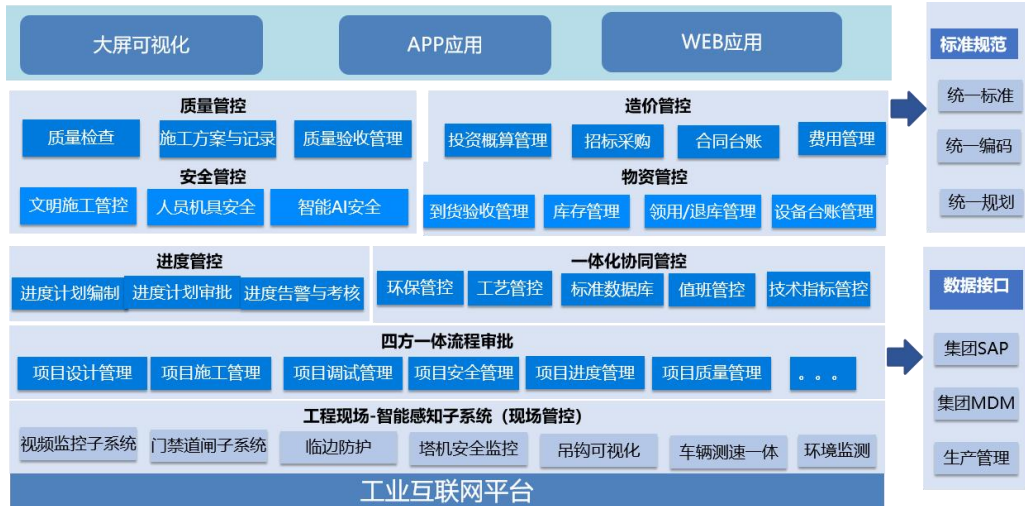 大屏可视化
APP应用
WEB应用
质量管控
质量检查
施工方案与记录
质量验收管理
安全管控
文明施工管控
人员机具安全
智能AI安全
造价管控
投资概算管理
招标采购
合同台账
费用管理
物资管控
到货验收管理
库存管理
领用/退库管理
设备台账管理
进度管控
进度计划编制
进度计划审批
进度告警与考核
一体化协同管控
环保管控
工艺管控
标准数据库
值班管控
技术指标管控
四方一体流程审批
项目设计管理
项目施工管理
项目调试管理
项目安全管理
项目进度管理
项目质量管理
。。。
工程现场-智能感知子系统（现场管控）
视频监控子系统
门禁道闸子系统
临边防护
塔机安全监控
吊钩可视化
车辆测速一体
环境监测
工业互联网平台
标准规范
统一标准
统一编码
统一规划
数据接口
集团SAP
集团MDM
生产管理